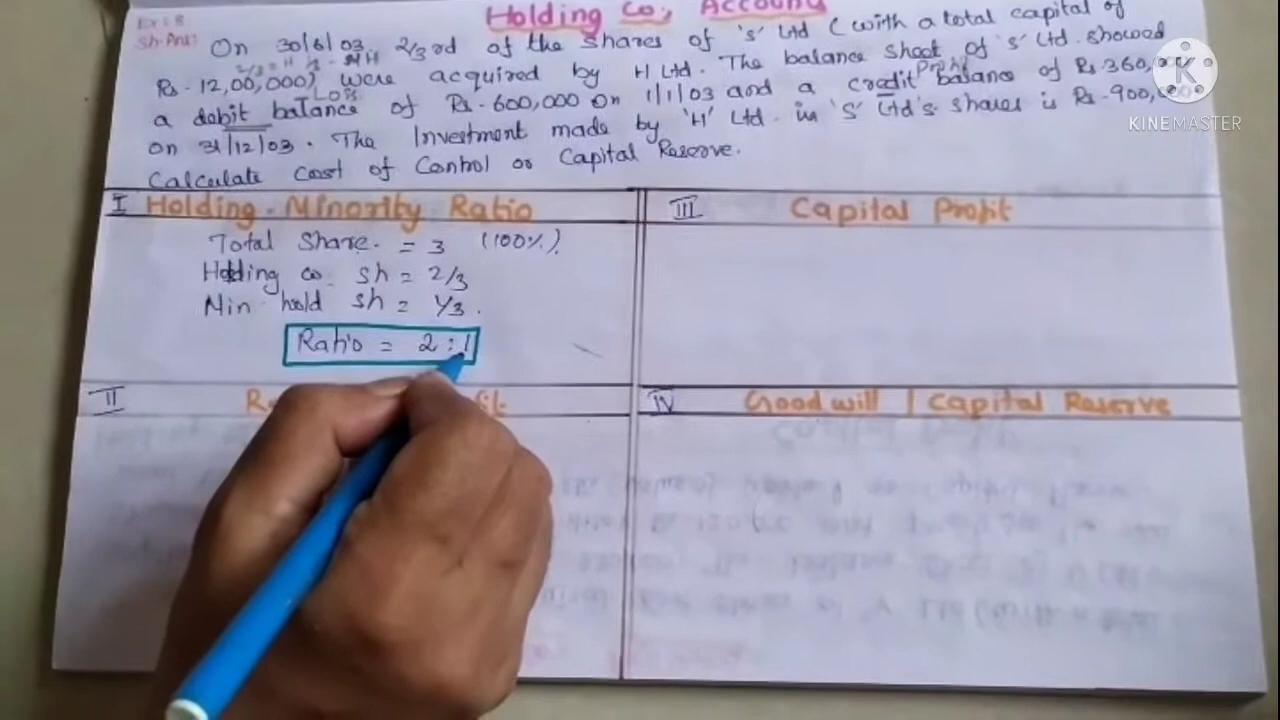 Holding Co, Account
Ex: 8
Sh-Ans:
On 30/6/03, 2/3rd of the shares of 's' Ltd (with a total capital of
Rs. 12,00,000) were acquired by H Ltd. The balance sheet of 's' Ltd. showed
Loss
Profit
a debit balance of Rs. 600,000 on 1/1/03 and a credit balance of Rs. 360,
on 31/12/03. The Investment made by 'H' Ltd. in 'S' Ltd's shares is Rs. 900,
Calculate Cost of Control or Capital Reserve.
KINEMASTER
I Holding - Minority Ratio
Total Share. = 3 (100%)
Holding co. sh = 2/3
Min hold sh = 1/3.
Ratio = 2:1
III Capital Profit
II
IV Goodwill / Capital Reserve